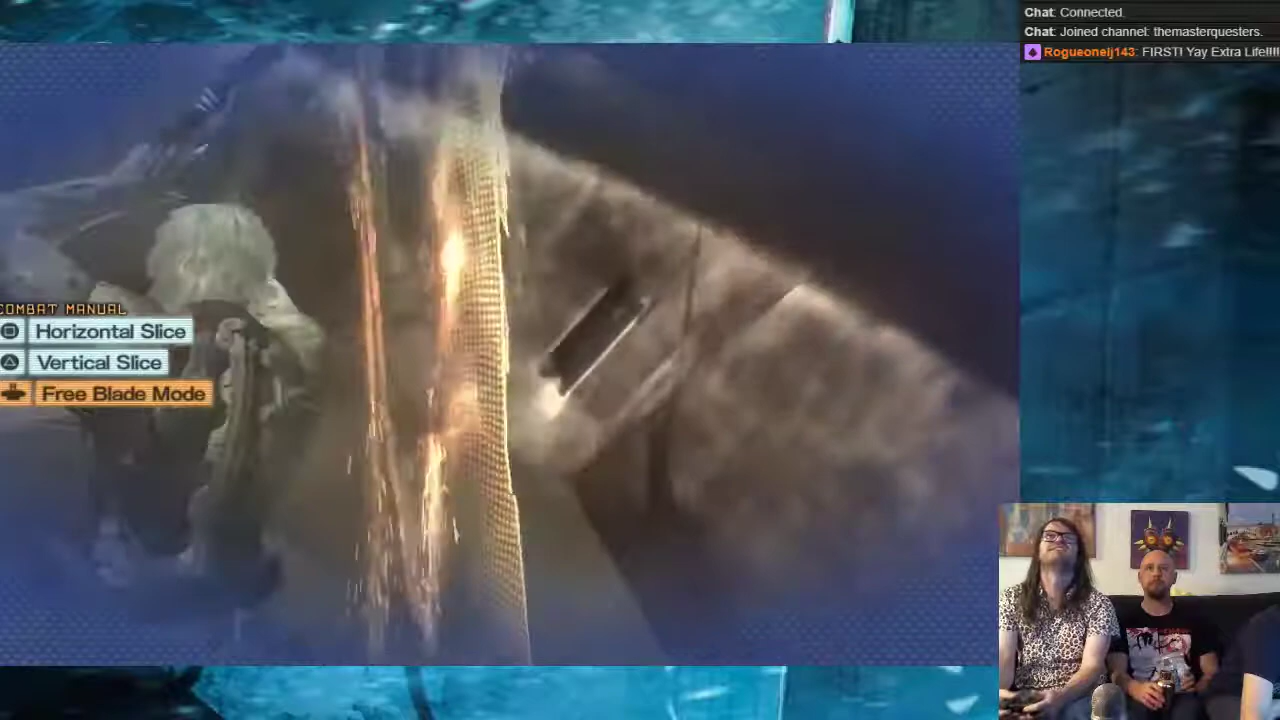 Chat: Connected.
Chat: Joined channel: themasterquesters.
Rogueonelj143: FIRST! Yay Extra Life!!!!
COMBAT MANUAL
Horizontal Slice
Vertical Slice
Free Blade Mode